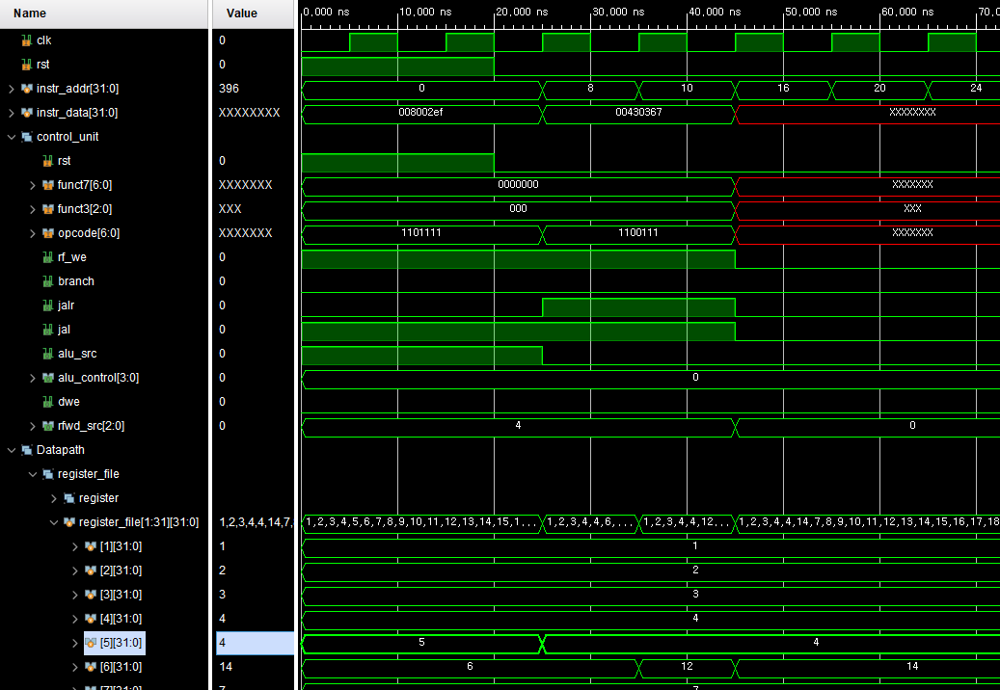 Name Value 0,000 ns 10,000 ns 20,000 ns 30,000 ns 40,000 ns 50,000 ns 60,000 ns 70,0
clk 0
rst 0
instr_addr[31:0] 396 0 8 10 16 20 24
instr_data[31:0] XXXXXXXX 008002ef 00430367 XXXXXXXX
control_unit
rst 0
funct7[6:0] XXXXXXX 0000000 XXXXXXX
funct3[2:0] XXX 000 XXX
opcode[6:0] XXXXXXX 1101111 1100111 XXXXXXX
rf_we 0
branch 0
jalr 0
jal 0
alu_src 0
alu_control[3:0] 0 0
dwe 0
rfwd_src[2:0] 0 4 0
Datapath
register_file
register
register_file[1:31][31:0] 1,2,3,4,4,14,7, 1,2,3,4,5,6,7,8,9,10,11,12,13,14,15,1... 1,2,3,4,4,6,... 1,2,3,4,4,12... 1,2,3,4,4,14,7,8,9,10,11,12,13,14,15,16,17,18
[1][31:0] 1 1
[2][31:0] 2 2
[3][31:0] 3 3
[4][31:0] 4 4
[5][31:0] 4 5 4
[6][31:0] 14 6 12 14
[7][31:0] 7 7